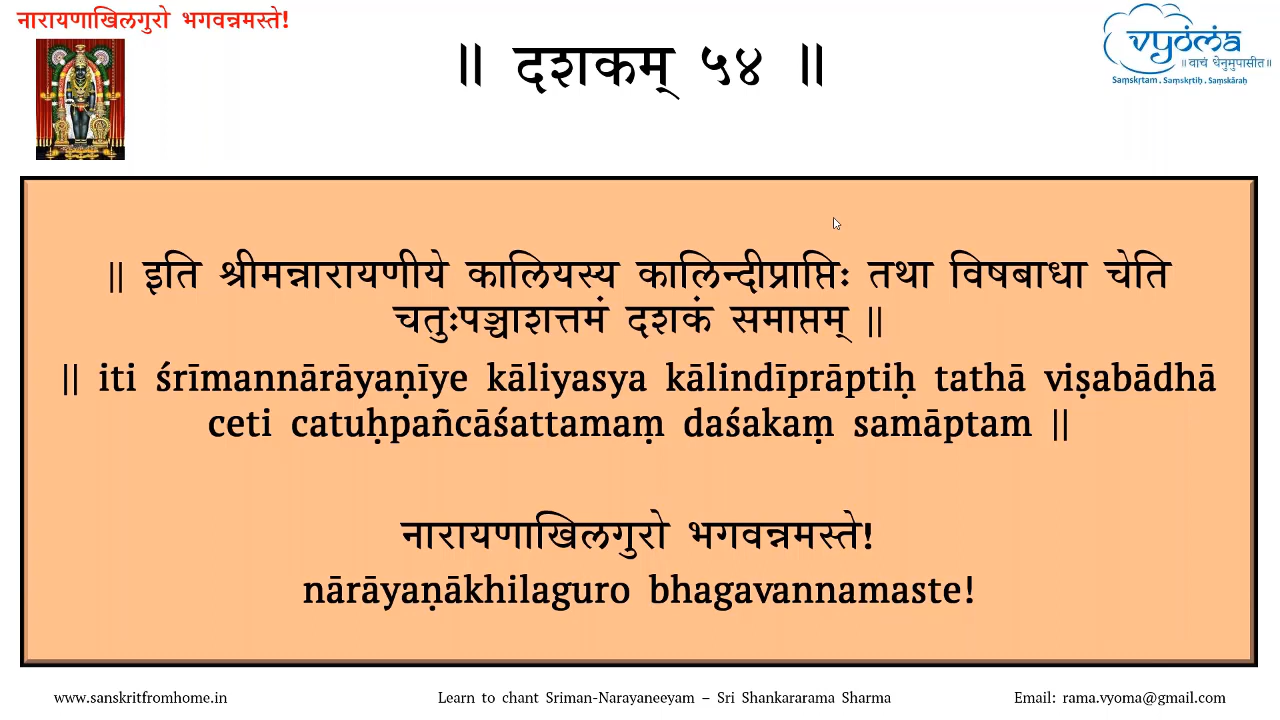 नारायणाखिलगुरो भगवन्नमस्ते!
॥ दशकम् ५४ ॥
vyoma
॥ वाचं धेनुमुपासीत॥
Saṃskṛtam . Saṃskṛtiḥ . Saṃskāraḥ
॥ इति श्रीमन्नारायणीये कालियस्य कालिन्दीप्राप्तिः तथा विषबाधा चेति
चतुःपञ्चाशत्तमं दशकं समाप्तम् ॥
|| iti śrīmannārāyaṇīye kāliyasya kālindīprāptiḥ tathā viṣabādhā
ceti catuḥpañcāśattamaṃ daśakaṃ samāptam ||
नारायणाखिलगुरो भगवन्नमस्ते!
nārāyaṇākhilaguro bhagavannamaste!
www.sanskritfromhome.in Learn to chant Sriman-Narayaneeyam – Sri Shankararama Sharma Email: rama.vyoma@gmail.com